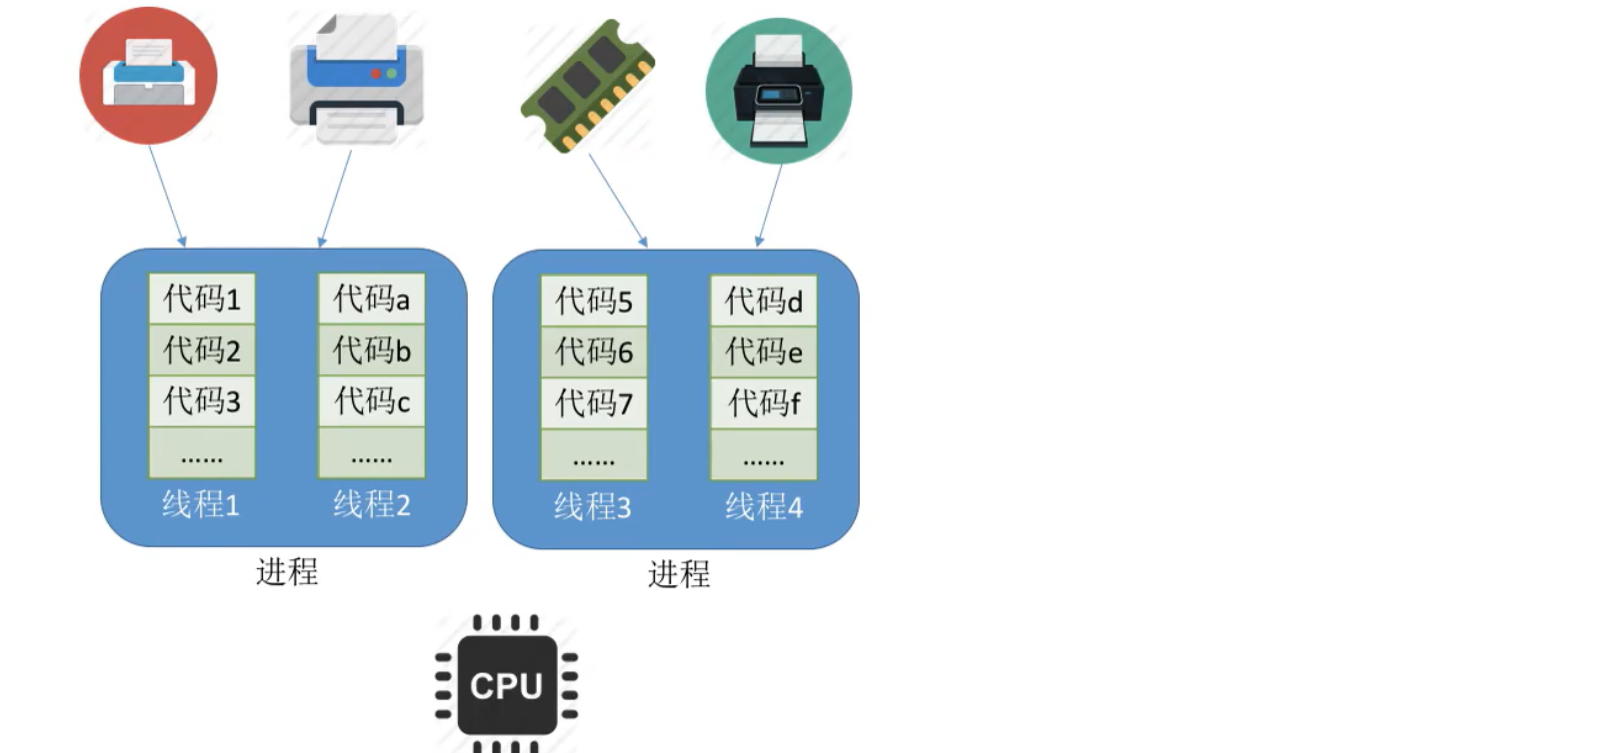 代码1
代码2
代码3
……
线程1
代码a
代码b
代码c
……
线程2
进程
代码5
代码6
代码7
……
线程3
代码d
代码e
代码f
……
线程4
进程
CPU